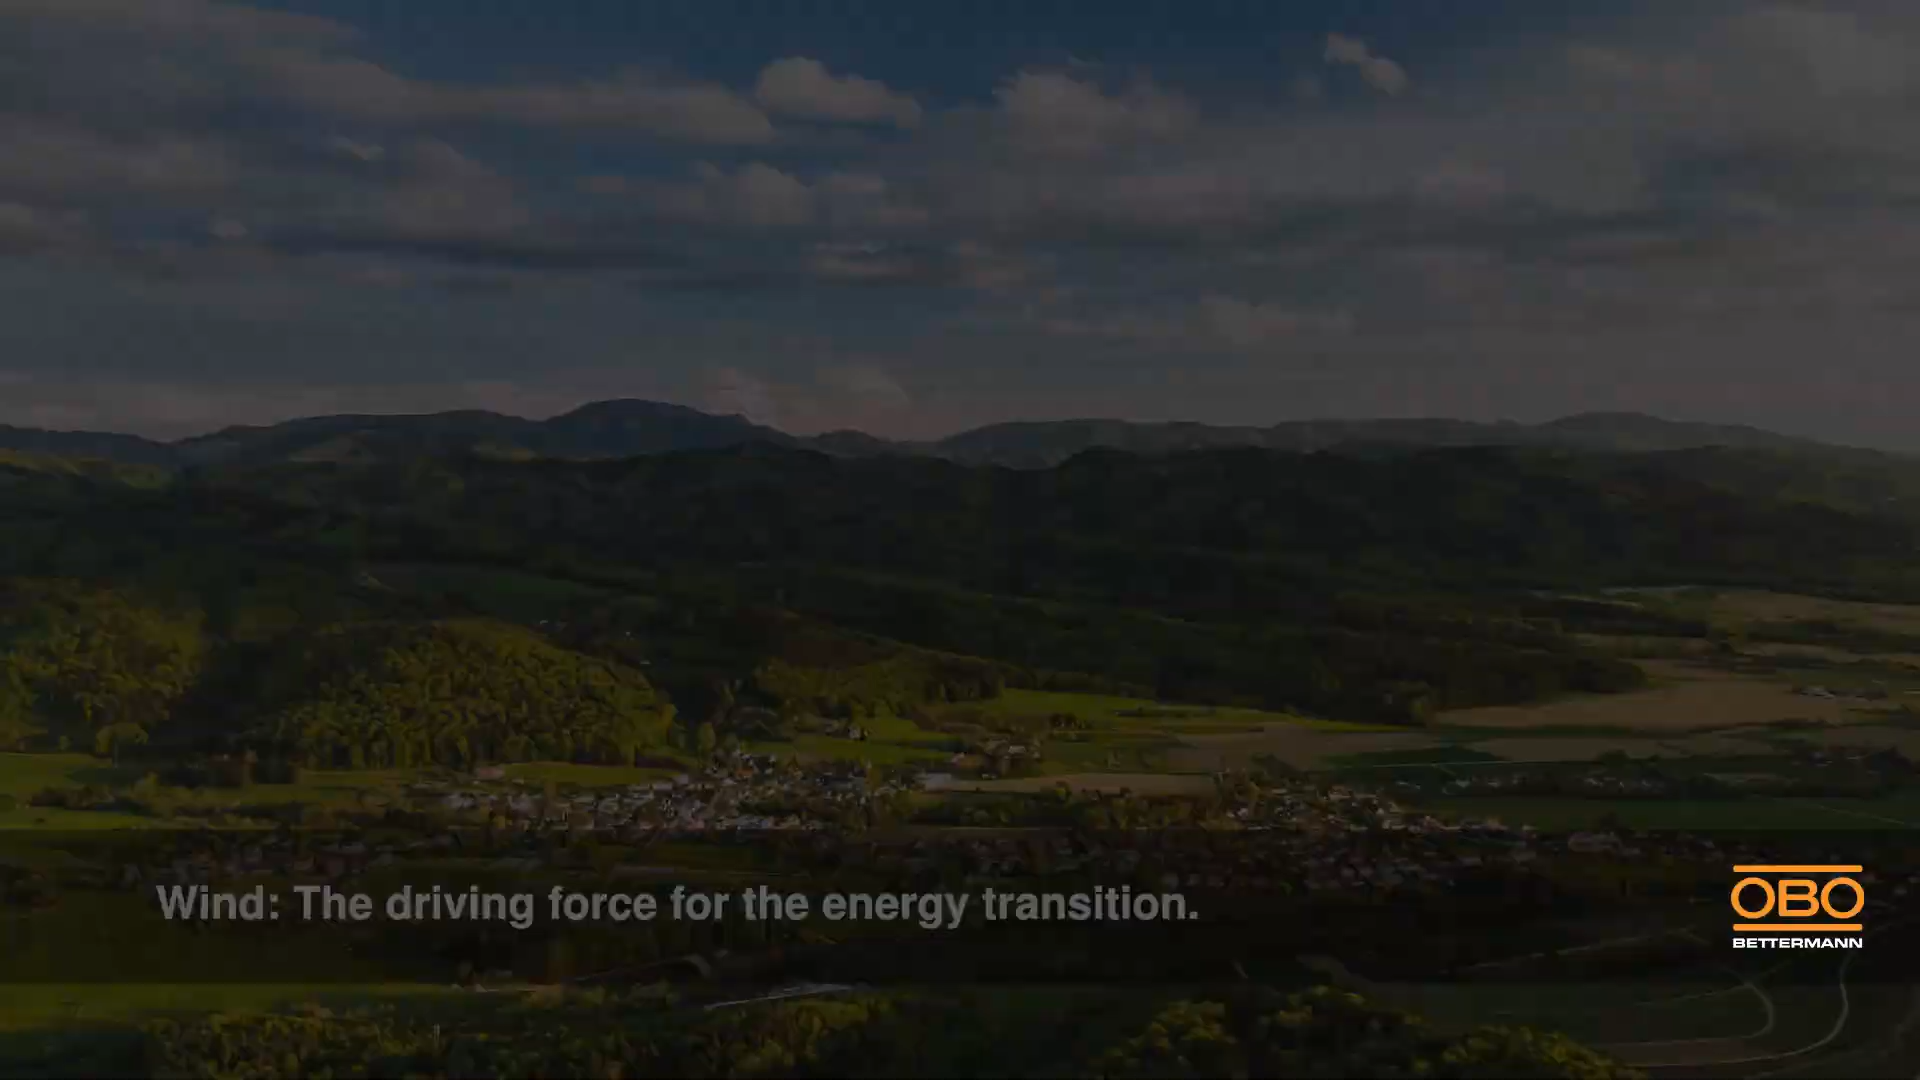 Wind: The driving force for the energy transition.
OBO
BETTERMANN